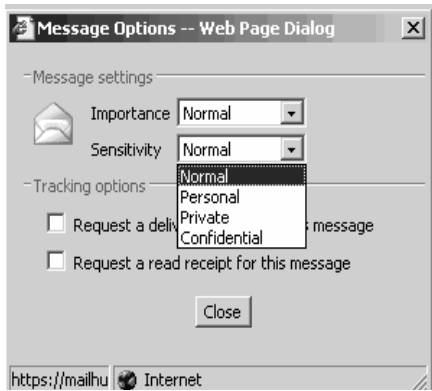 Message Options -- Web Page Dialog
Message settings
Importance Normal
Sensitivity Normal
Normal
Personal
Private
Confidential
Tracking options
Request a deli s message
Request a read receipt for this message
Close
https://mailhu Internet